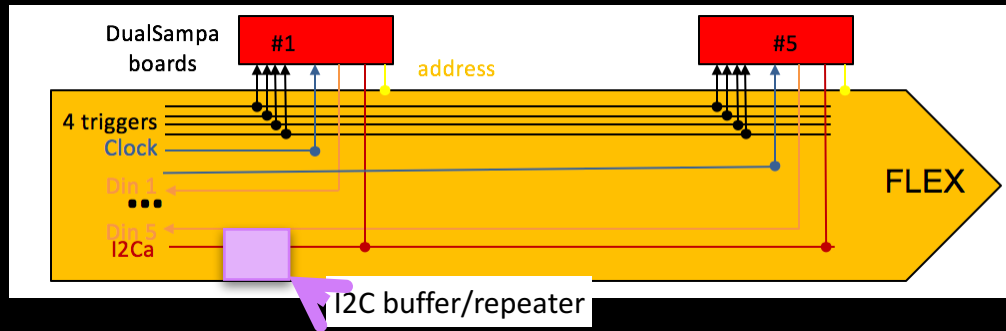 DualSampa
boards
#1
#5
address
4 triggers
Clock
Din 1
...
Din 5
I2Ca
FLEX
I2C buffer/repeater